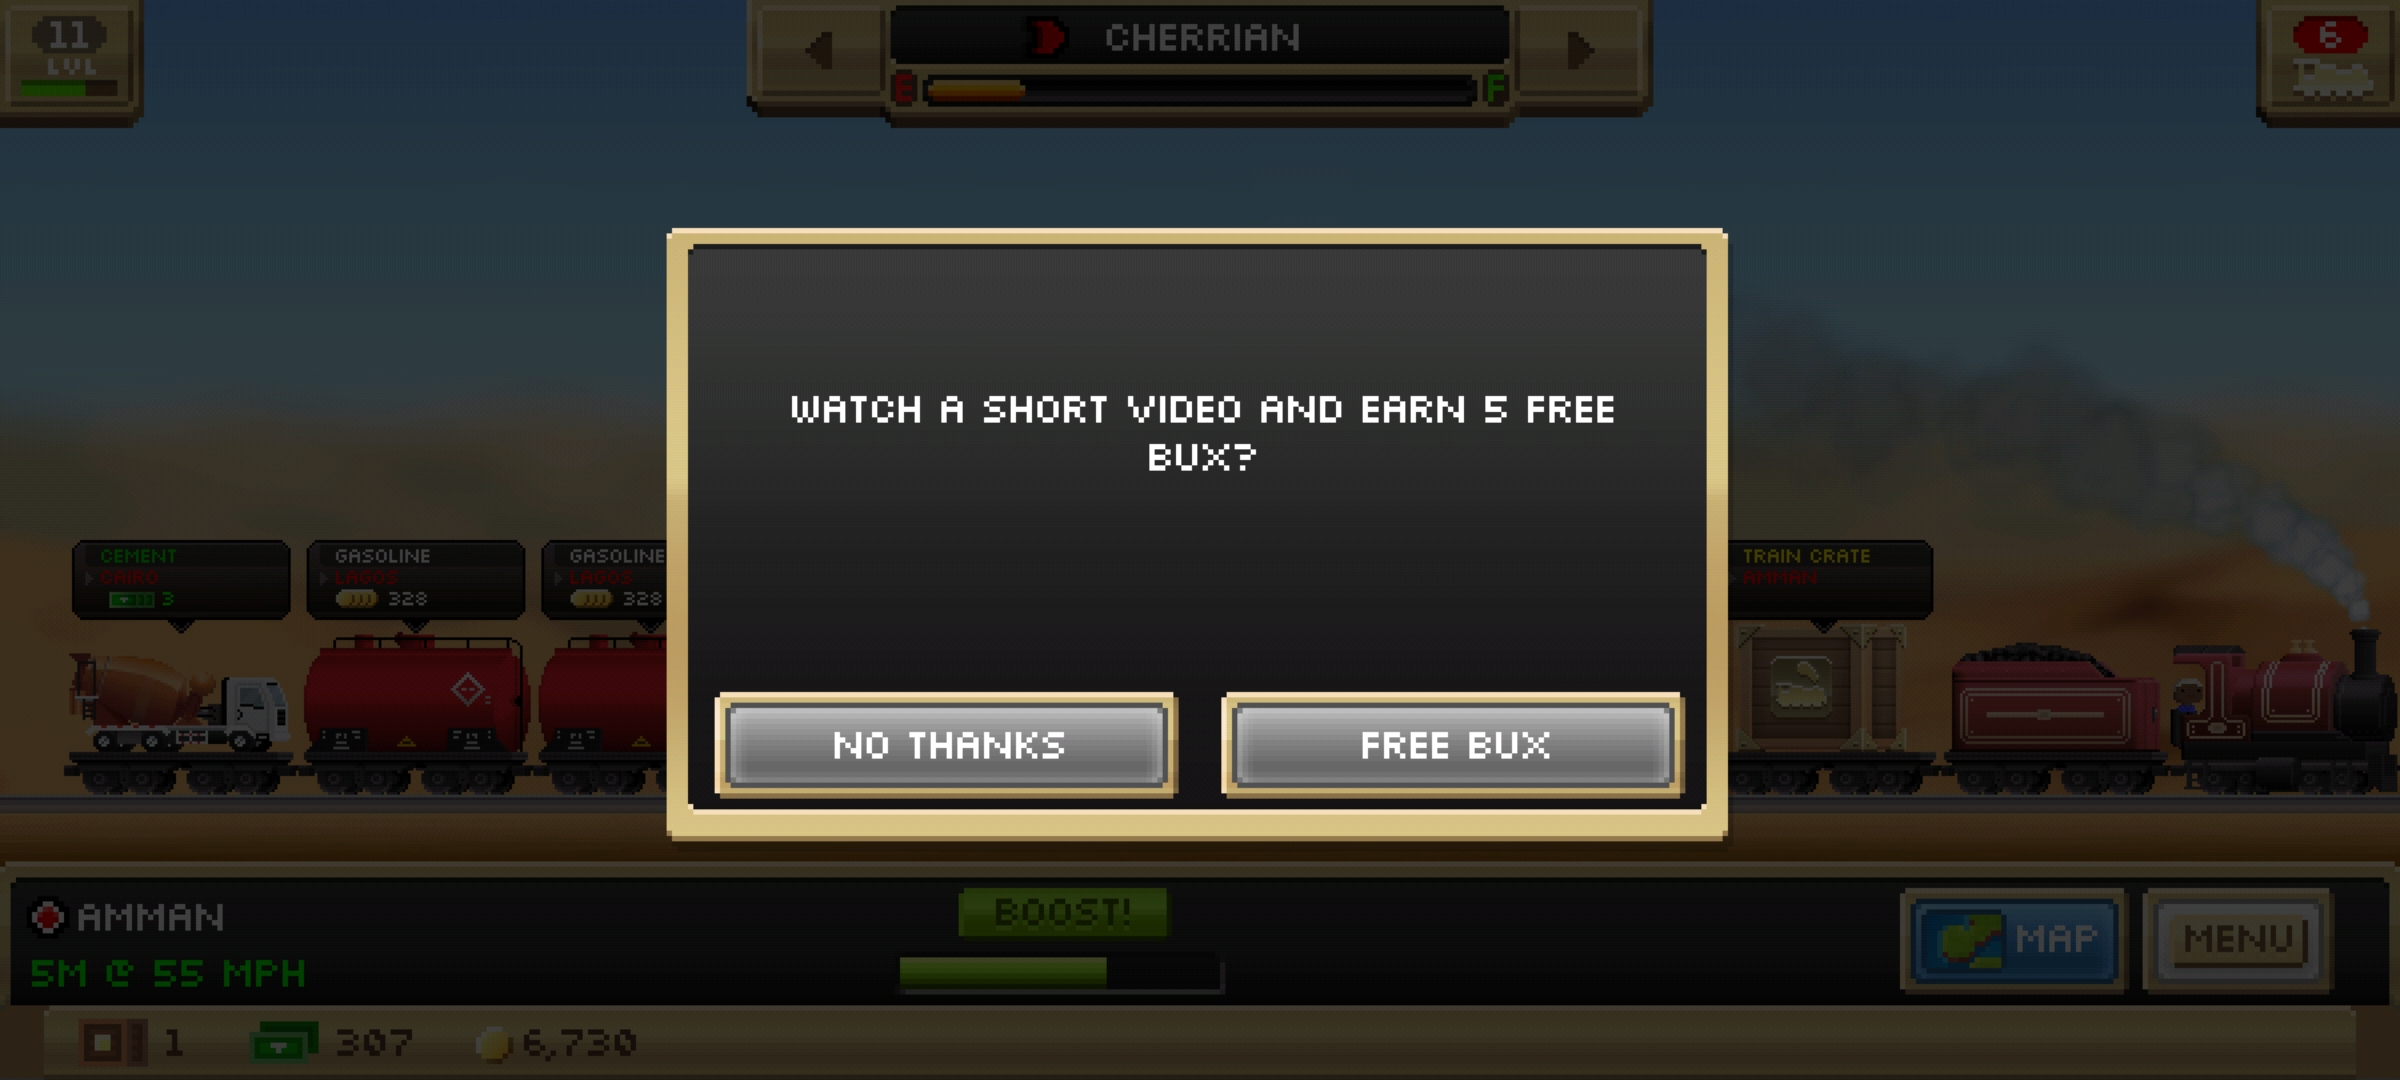 11
LVL
CHERRIAN
E F
6
WATCH A SHORT VIDEO AND EARN 5 FREE
BUX?
NO THANKS
FREE BUX
CEMENT
CAIRO
3
GASOLINE
LAGOS
328
GASOLINE
LAGOS
328
TRAIN CRATE
AMMAN
AMMAN
5M @ 55 MPH
BOOST!
MAP
MENU
1
307
6,730